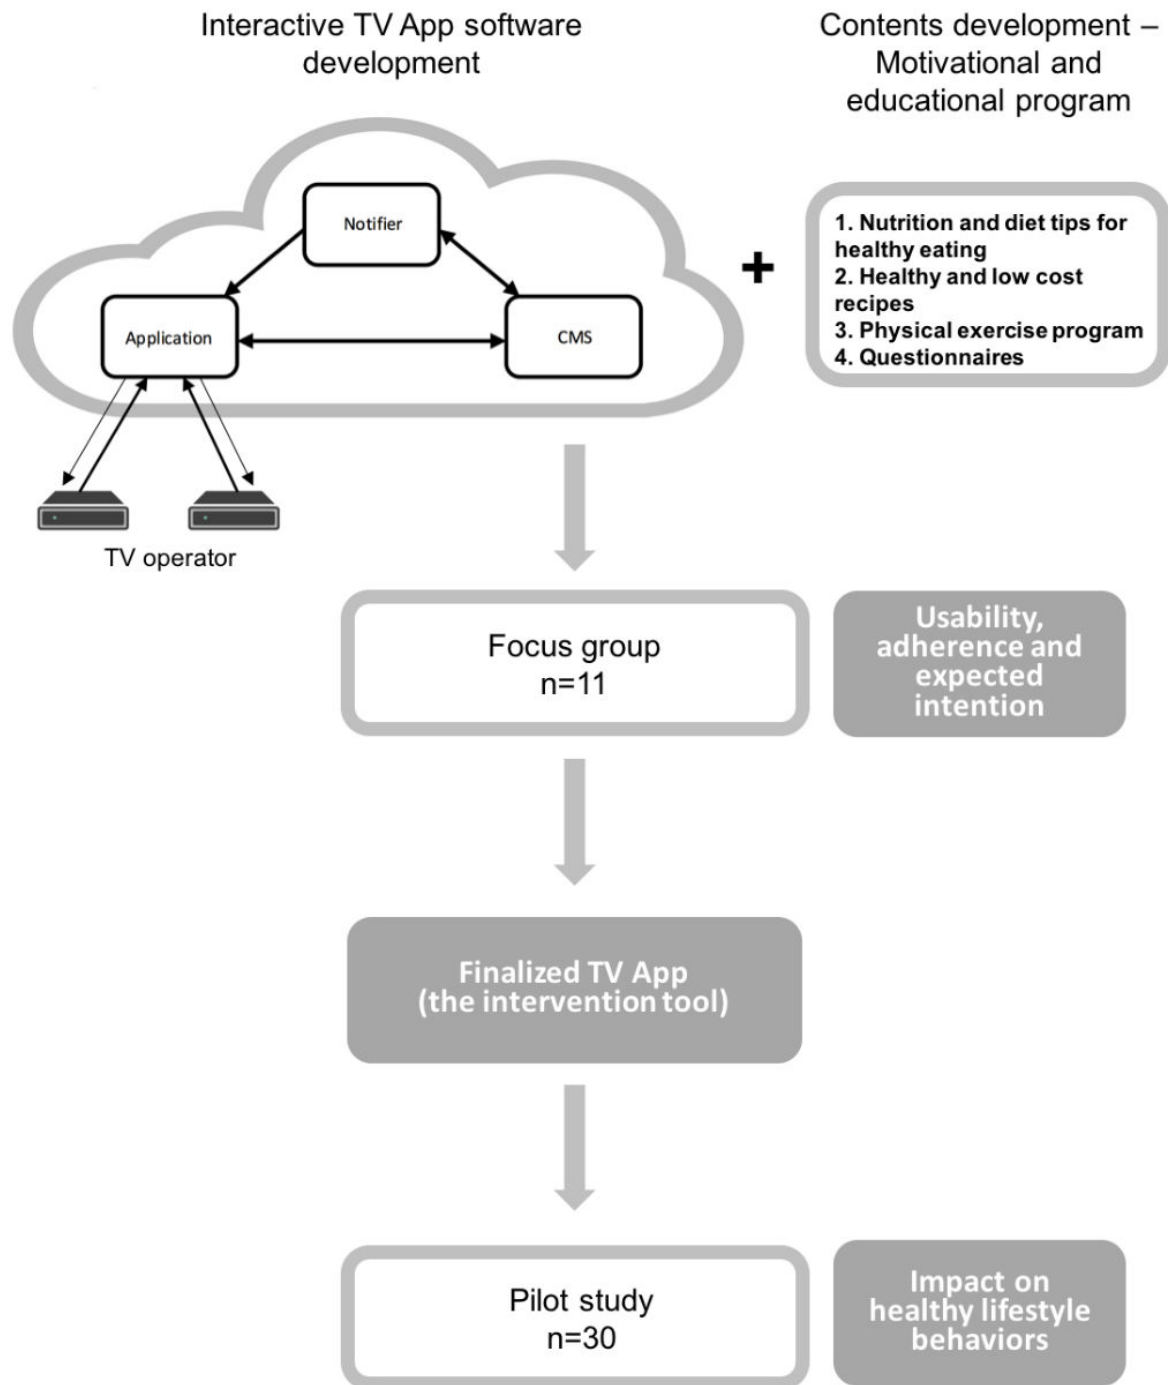 Interactive TV App software
development
Contents development –
Motivational and
educational program
Notifier
Application
CMS
TV operator
+
1. Nutrition and diet tips for
healthy eating
2. Healthy and low cost
recipes
3. Physical exercise program
4. Questionnaires
Focus group
n=11
Usability,
adherence and
expected
intention
Finalized TV App
(the intervention tool)
Pilot study
n=30
Impact on
healthy lifestyle
behaviors